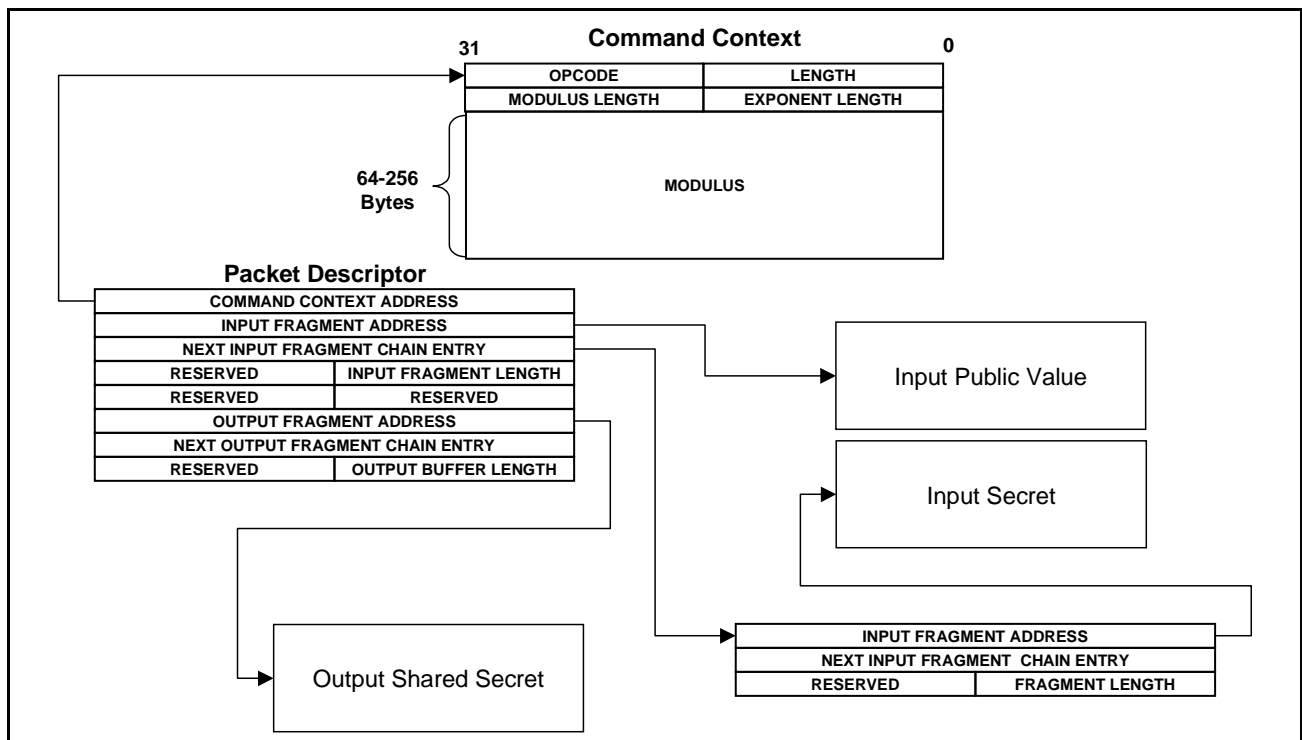 Command Context
31 0
OPCODE LENGTH
MODULUS LENGTH EXPONENT LENGTH
64-256
Bytes
MODULUS
Packet Descriptor
COMMAND CONTEXT ADDRESS
INPUT FRAGMENT ADDRESS
NEXT INPUT FRAGMENT CHAIN ENTRY
RESERVED INPUT FRAGMENT LENGTH
RESERVED RESERVED
OUTPUT FRAGMENT ADDRESS
NEXT OUTPUT FRAGMENT CHAIN ENTRY
RESERVED OUTPUT BUFFER LENGTH
Input Public Value
Input Secret
INPUT FRAGMENT ADDRESS
NEXT INPUT FRAGMENT CHAIN ENTRY
RESERVED FRAGMENT LENGTH
Output Shared Secret